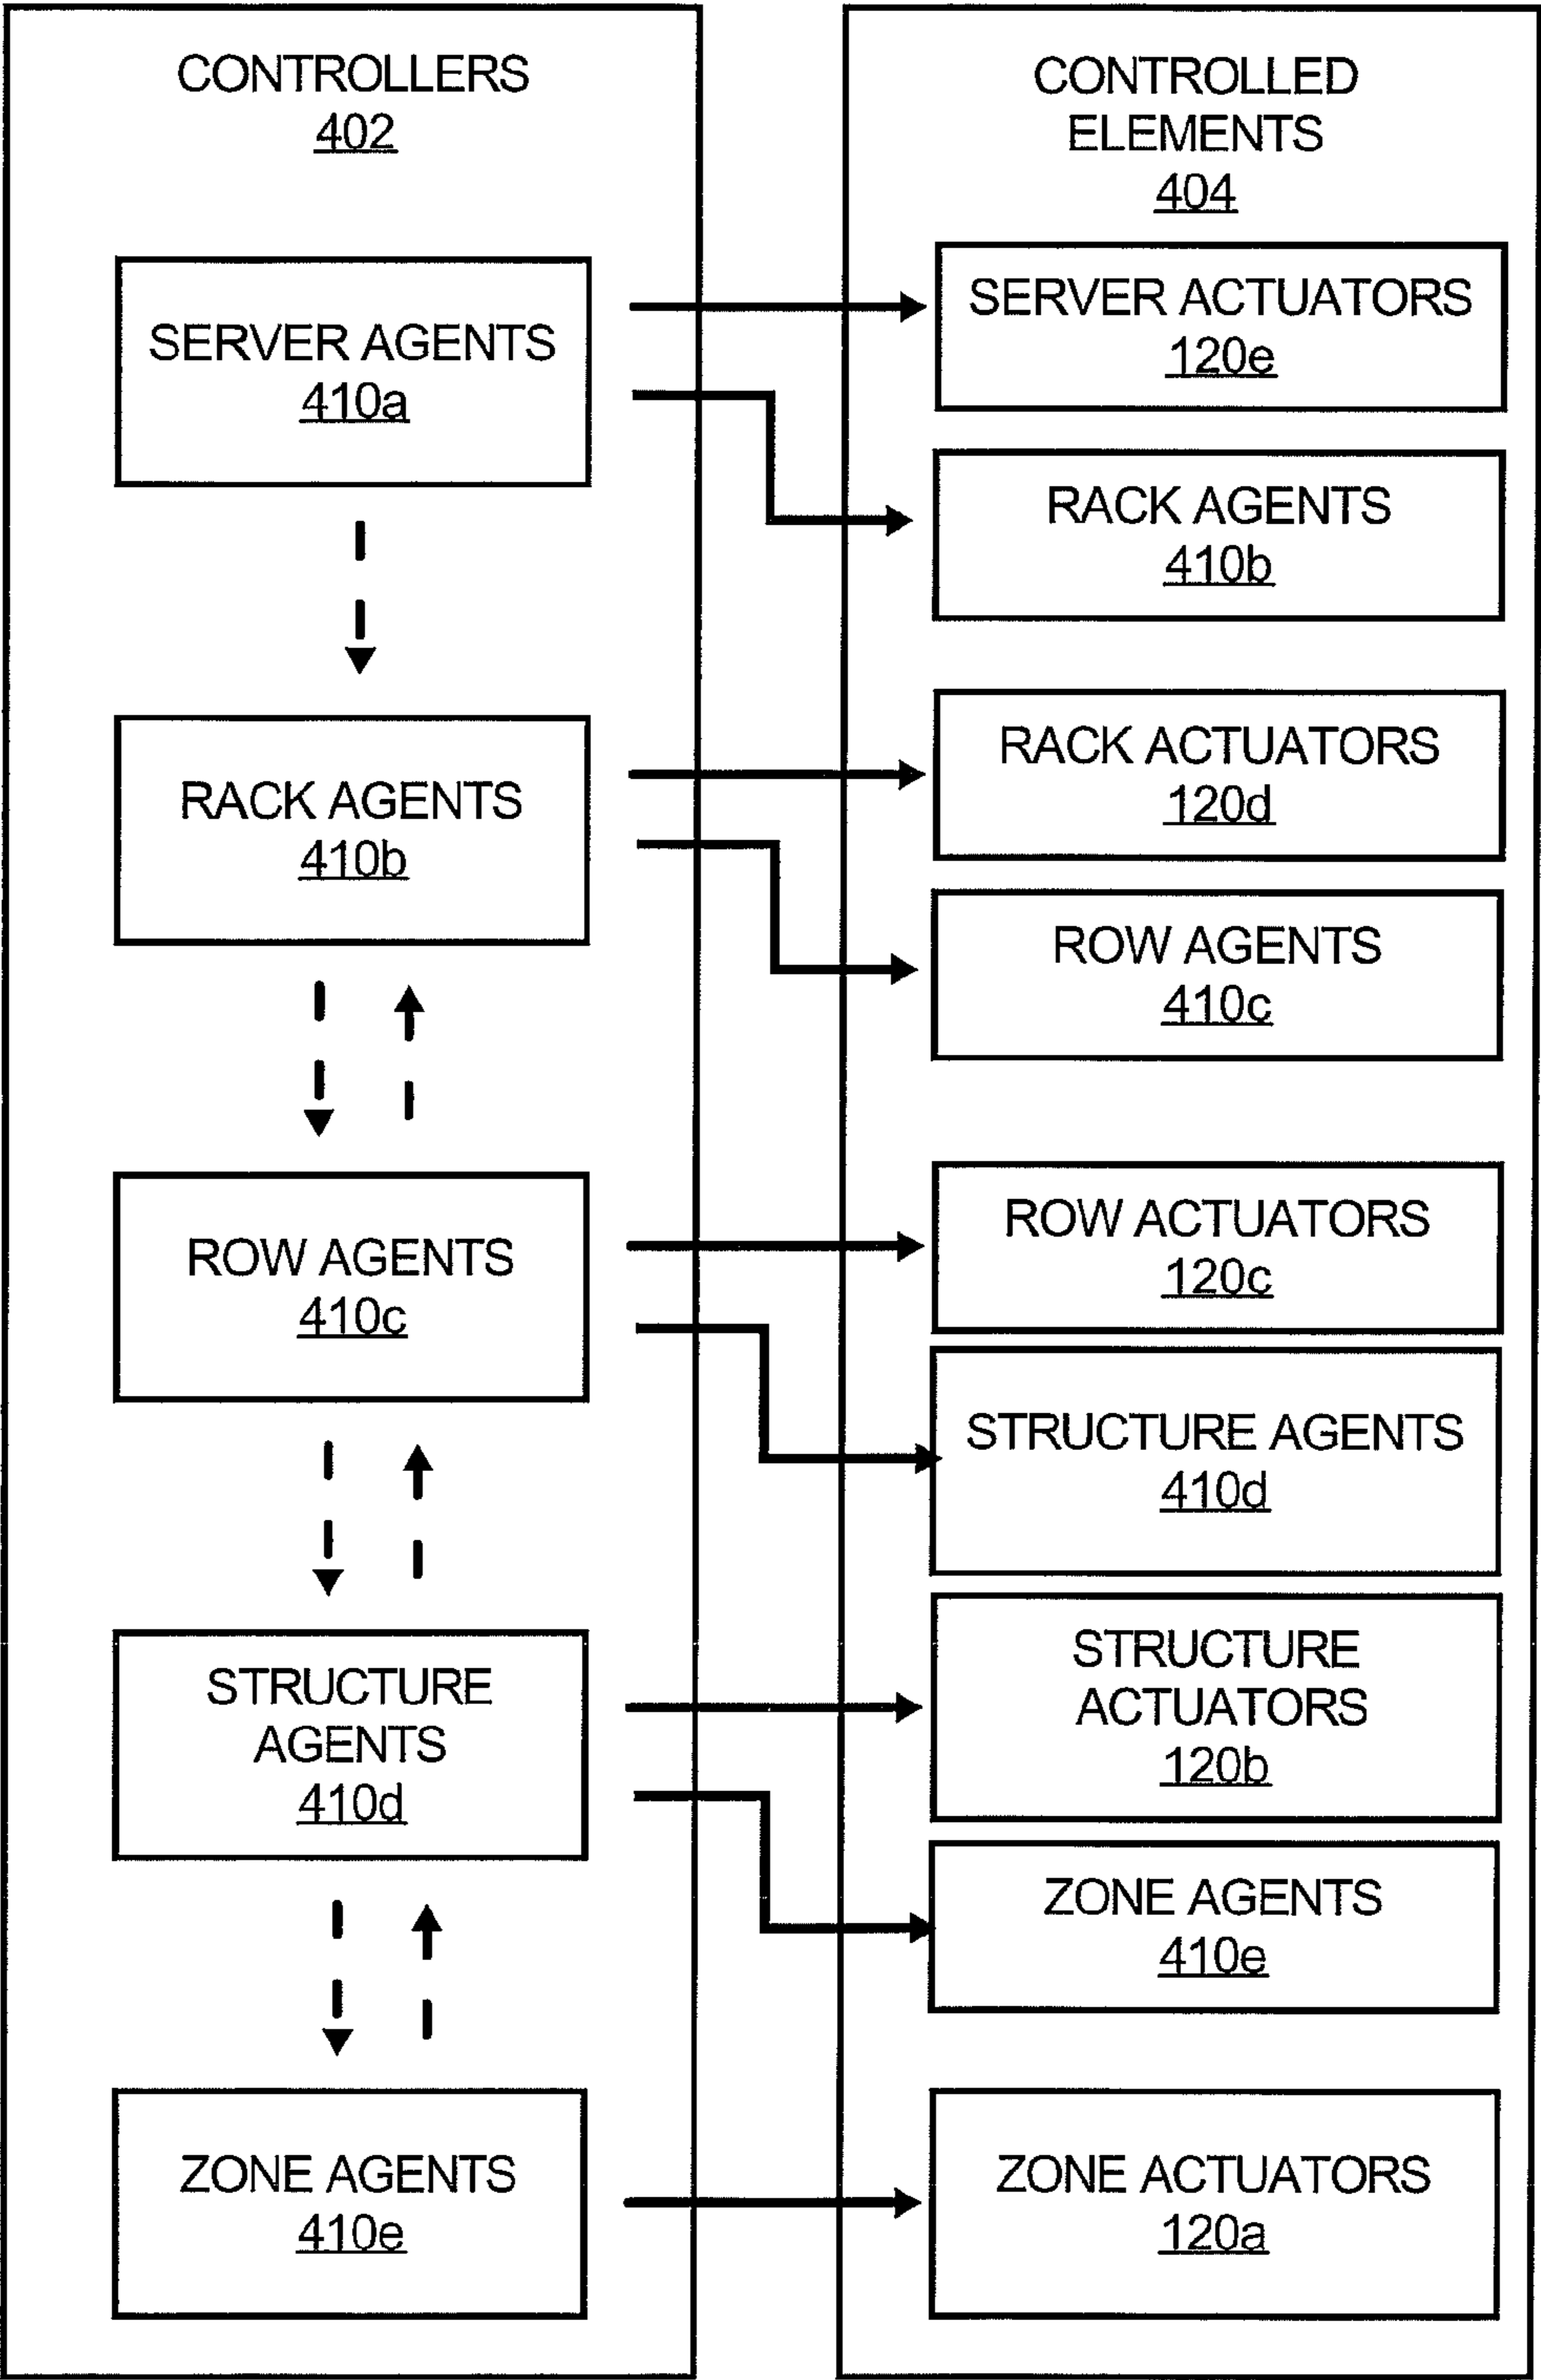 CONTROLLERS
402
SERVER AGENTS
410a
RACK AGENTS
410b
ROW AGENTS
410c
STRUCTURE
AGENTS
410d
ZONE AGENTS
410e
CONTROLLED
ELEMENTS
404
SERVER ACTUATORS
120e
RACK AGENTS
410b
RACK ACTUATORS
120d
ROW AGENTS
410c
ROW ACTUATORS
120c
STRUCTURE AGENTS
410d
STRUCTURE
ACTUATORS
120b
ZONE AGENTS
410e
ZONE ACTUATORS
120a